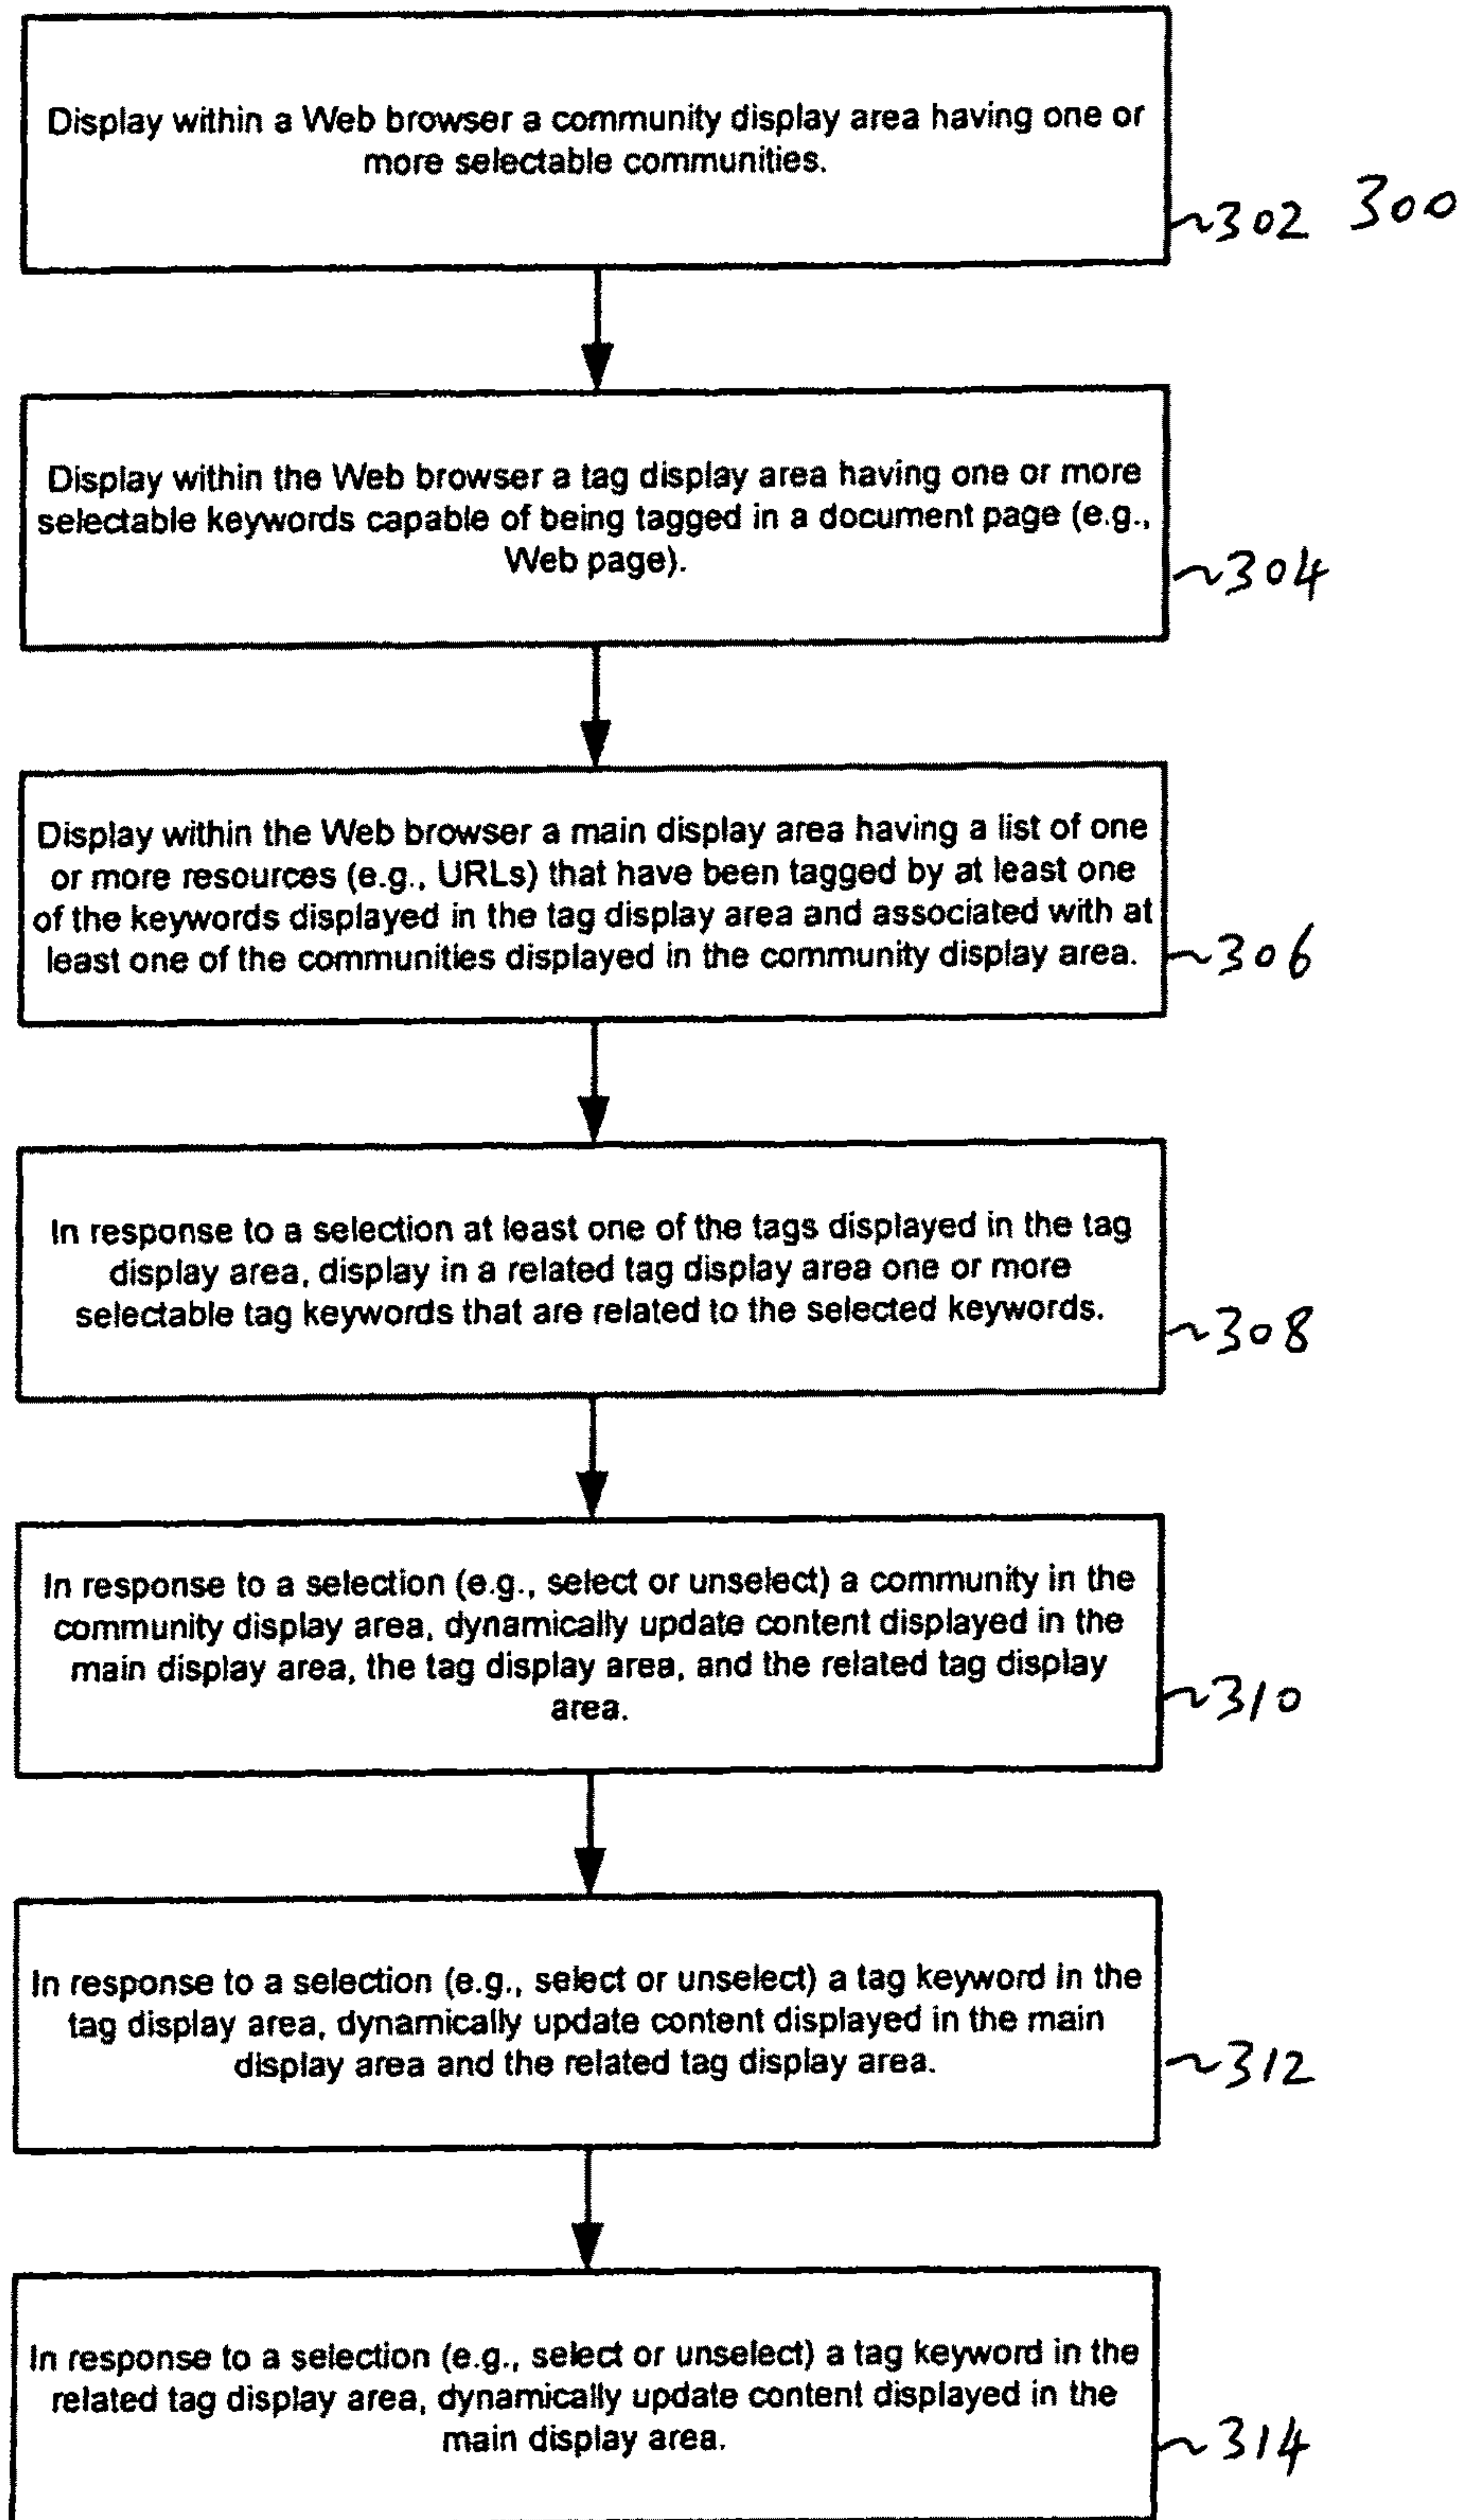 Display within a Web browser a community display area having one or
more selectable communities.
~302 300
Display within the Web browser a tag display area having one or more
selectable keywords capable of being tagged in a document page (e.g.,
Web page).
~304
Display within the Web browser a main display area having a list of one
or more resources (e.g., URLs) that have been tagged by at least one
of the keywords displayed in the tag display area and associated with at
least one of the communities displayed in the community display area.
~306
In response to a selection at least one of the tags displayed in the tag
display area, display in a related tag display area one or more
selectable tag keywords that are related to the selected keywords.
~308
In response to a selection (e.g., select or unselect) a community in the
community display area, dynamically update content displayed in the
main display area, the tag display area, and the related tag display
area.
~310
In response to a selection (e.g., select or unselect) a tag keyword in the
tag display area, dynamically update content displayed in the main
display area and the related tag display area.
~312
In response to a selection (e.g., select or unselect) a tag keyword in the
related tag display area, dynamically update content displayed in the
main display area.
~314